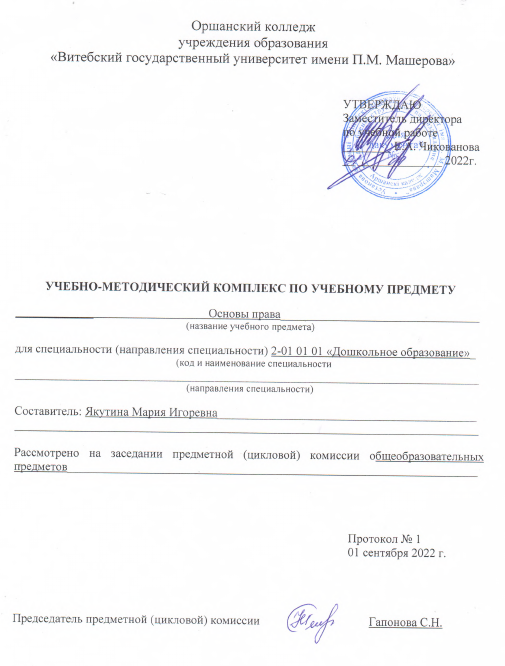 Оршанский колледж
учреждения образования
«Витебский государственный университет имени П.М. Машерова»
УТВЕРЖДАЮ
Заместитель директора
по учебной работе
Е.А. Чикованова
2022г.
УЧЕБНО-МЕТОДИЧЕСКИЙ КОМПЛЕКС ПО УЧЕБНОМУ ПРЕДМЕТУ
Основы права
(название учебного предмета)
для специальности (направления специальности) 2-01 01 01 «Дошкольное образование»
(код и наименование специальности
(направления специальности)
Составитель: Якутина Мария Игоревна
Рассмотрено на заседании предметной (цикловой) комиссии общеобразовательных
предметов
Протокол № 1
01 сентября 2022 г.
Председатель предметной (цикловой) комиссии Гапонова С.Н.